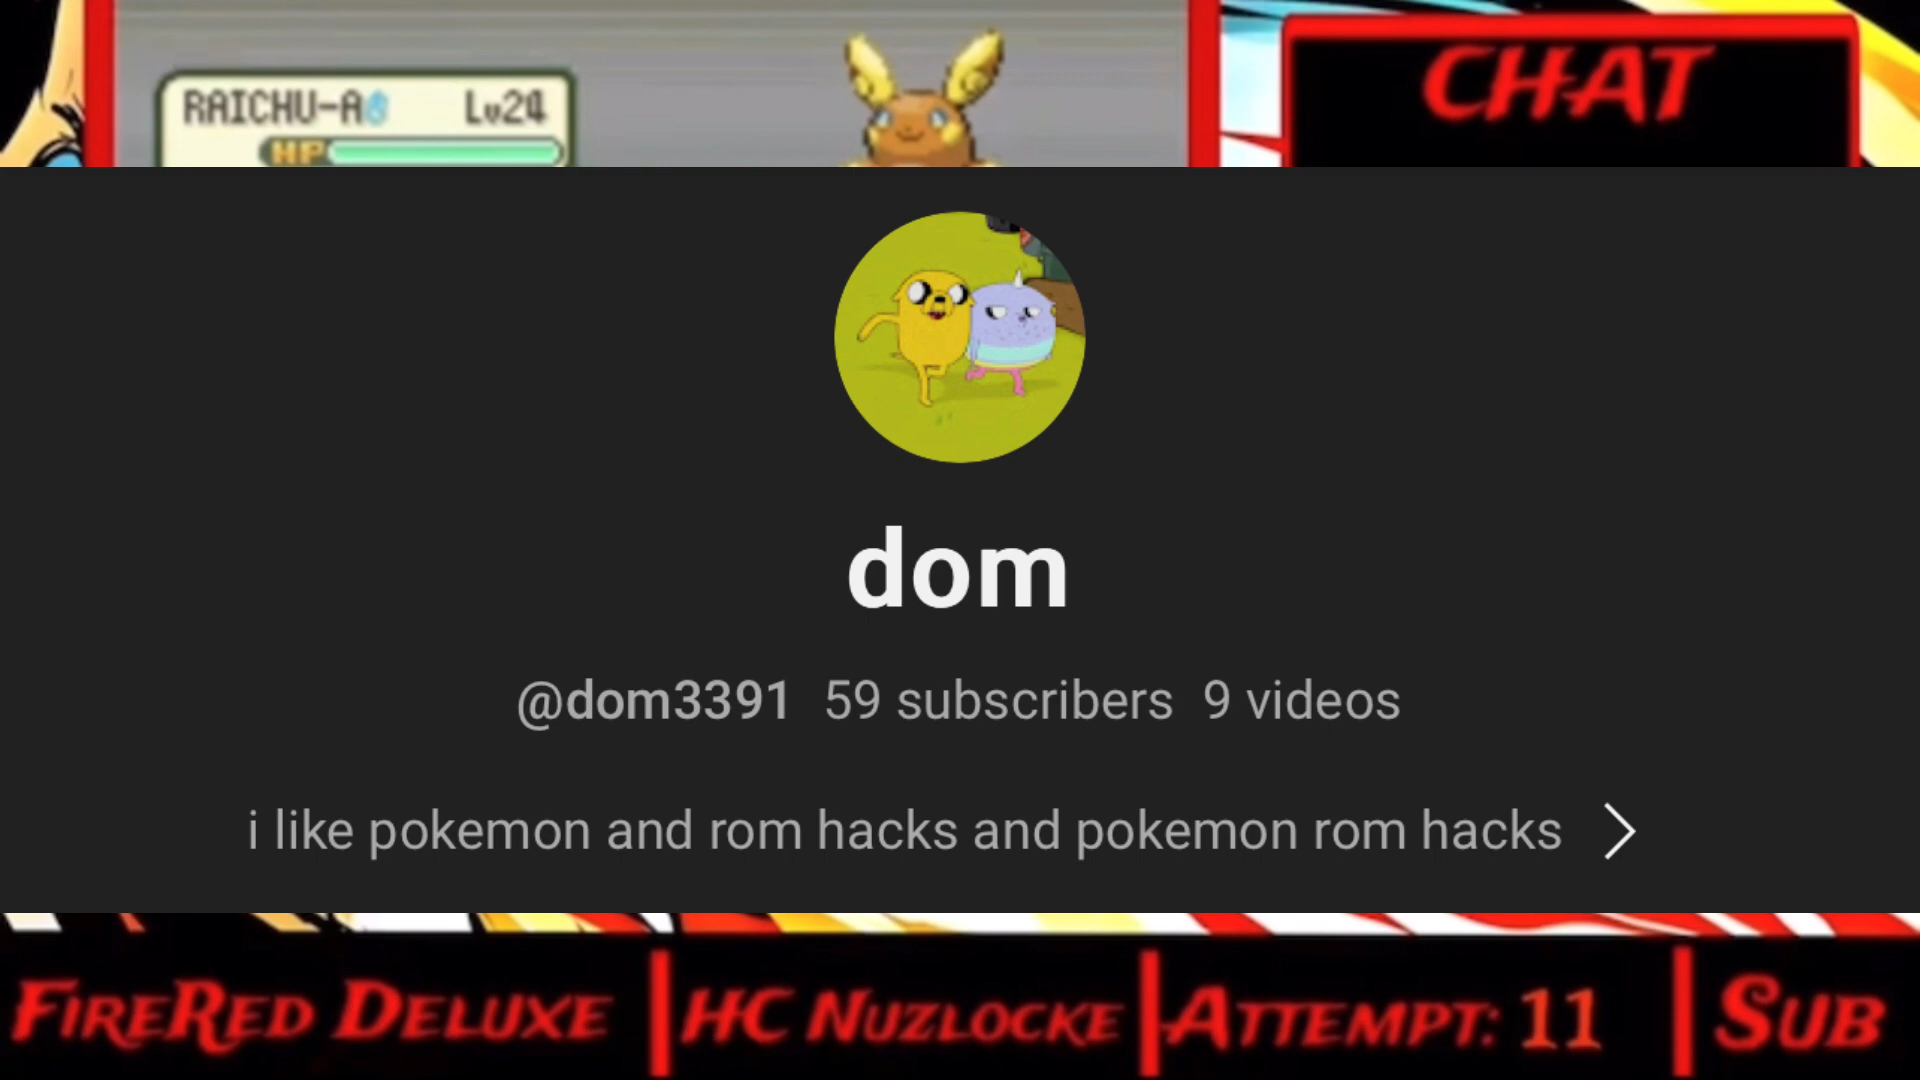 RAICHU-A♂ Lv24
HP
CHAT
dom
@dom3391 59 subscribers 9 videos
i like pokemon and rom hacks and pokemon rom hacks
FireRed Deluxe | HC Nuzlocke | Attempt: 11 | Sub